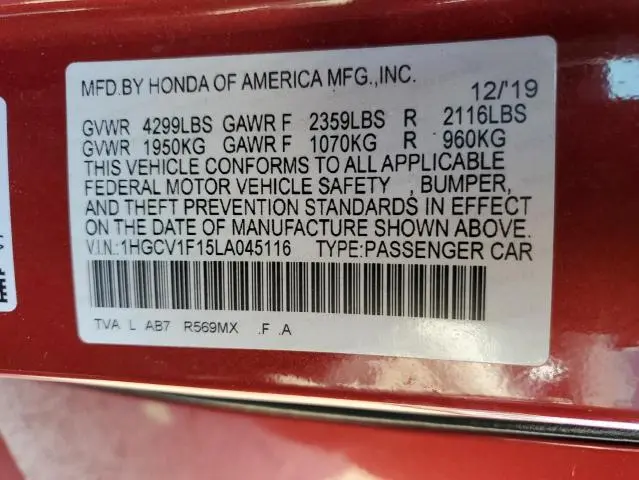 MFD.BY HONDA OF AMERICA MFG.,INC.
12/'19
GVWR 4299LBS GAWR F 2359LBS R 2116LBS
GVWR 1950KG GAWR F 1070KG R 960KG
THIS VEHICLE CONFORMS TO ALL APPLICABLE
FEDERAL MOTOR VEHICLE SAFETY , BUMPER,
AND THEFT PREVENTION STANDARDS IN EFFECT
ON THE DATE OF MANUFACTURE SHOWN ABOVE.
V.I.N.:1HGCV1F15LA045116 TYPE:PASSENGER CAR
TVA L AB7 R569MX .F .A